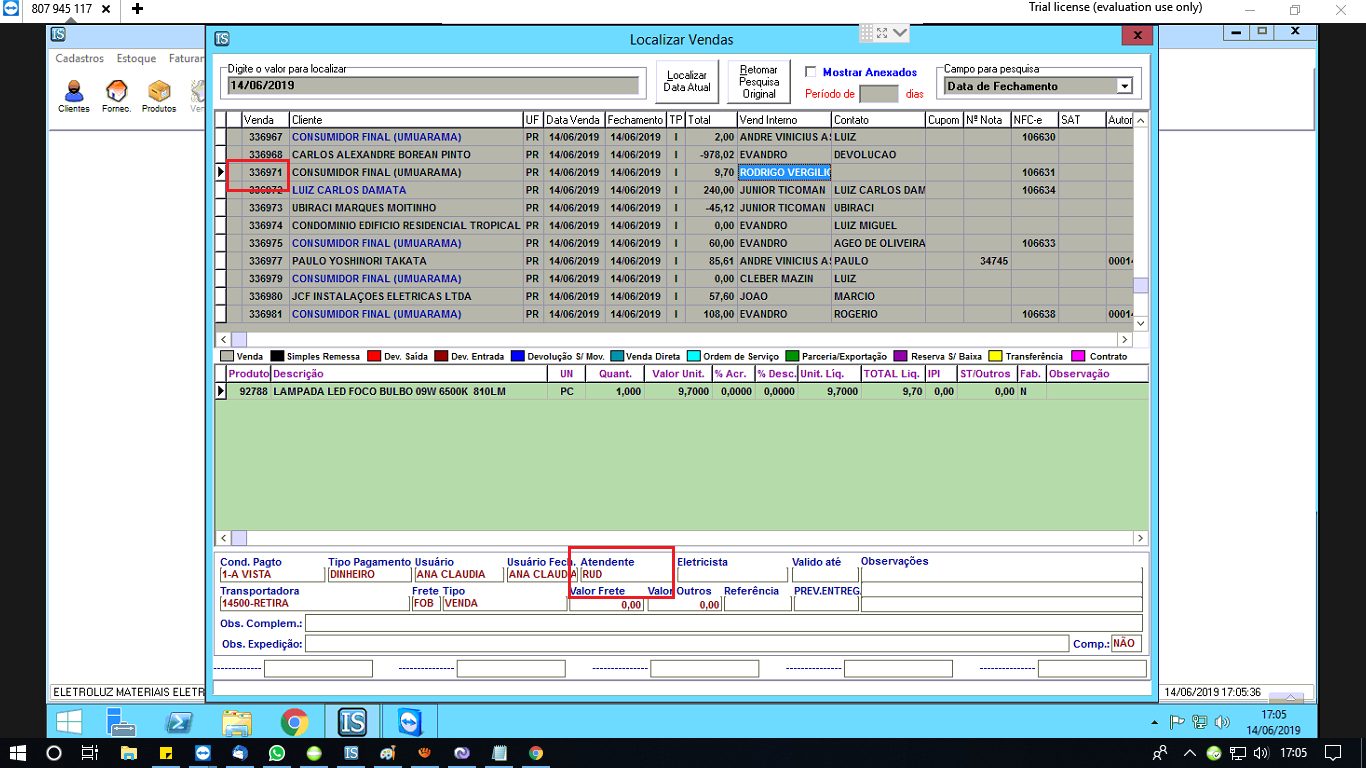 807 945 117
Trial license (evaluation use only)
IS
IS Localizar Vendas
Cadastros Estoque Faturar
Clientes Fornec. Produtos
Digite o valor para localizar
14/06/2019
Localizar Data Atual
Retornar Pesquisa Original
Mostrar Anexados
Período de dias
Campo para pesquisa
Data de Fechamento
Venda Cliente UF Data Venda Fechamento TP Total Vend Interno Contato Cupom Nª Nota NFC-e SAT Autor
336967 CONSUMIDOR FINAL (UMUARAMA) PR 14/06/2019 14/06/2019 I 2,00 ANDRE VINICIUS AS LUIZ 106630
336968 CARLOS ALEXANDRE BOREAN PINTO PR 14/06/2019 14/06/2019 I -978,02 EVANDRO DEVOLUCAO
336971 CONSUMIDOR FINAL (UMUARAMA) PR 14/06/2019 14/06/2019 I 9,70 RODRIGO VERGILIO 106631
336972 LUIZ CARLOS DAMATA PR 14/06/2019 14/06/2019 I 240,00 JUNIOR TICOMAN LUIZ CARLOS DAM 106634
336973 UBIRACI MARQUES MOITINHO PR 14/06/2019 14/06/2019 I -45,12 JUNIOR TICOMAN UBIRACI
336974 CONDOMINIO EDIFICIO RESIDENCIAL TROPICAL PR 14/06/2019 14/06/2019 I 0,00 EVANDRO LUIZ MIGUEL
336975 CONSUMIDOR FINAL (UMUARAMA) PR 14/06/2019 14/06/2019 I 60,00 EVANDRO AGEO DE OLIVEIRA 106633
336977 PAULO YOSHINORI TAKATA PR 14/06/2019 14/06/2019 I 85,61 ANDRE VINICIUS AS PAULO 34745 00014
336979 CONSUMIDOR FINAL (UMUARAMA) PR 14/06/2019 14/06/2019 I 0,00 CLEBER MAZIN LUIZ
336980 JCF INSTALAÇOES ELETRICAS LTDA PR 14/06/2019 14/06/2019 I 57,60 JOAO MARCIO
336981 CONSUMIDOR FINAL (UMUARAMA) PR 14/06/2019 14/06/2019 I 108,00 EVANDRO ROGERIO 106638 00014
Venda Simples Remessa Dev. Saída Dev. Entrada Devolução S/ Mov. Venda Direta Ordem de Serviço Parceria/Exportação Reserva S/ Baixa Transferência Contrato
Produto Descrição UN Quant. Valor Unit. % Acr. % Desc. Unit. Liq. TOTAL Liq. IPI ST/Outros Fab. Observação
92788 LAMPADA LED FOCO BULBO 09W 6500K 810LM PC 1,000 9,7000 0,0000 0,0000 9,7000 9,70 0,00 0,00 N
Cond. Pagto Tipo Pagamento Usuário Usuário Fech. Atendente Eletricista Valido até Observações
1-A VISTA DINHEIRO ANA CLAUDIA ANA CLAUDIA RUD
Transportadora Frete Tipo Valor Frete Valor Outros Referência PREV.ENTREG.
14500-RETIRA FOB VENDA 0,00 0,00
Obs. Complem.:
Obs. Expedição: Comp.: NÃO
ELETROLUZ MATERIAIS ELETR 14/06/2019 17:05:36
IS 17:05
14/06/2019
IS 17:05